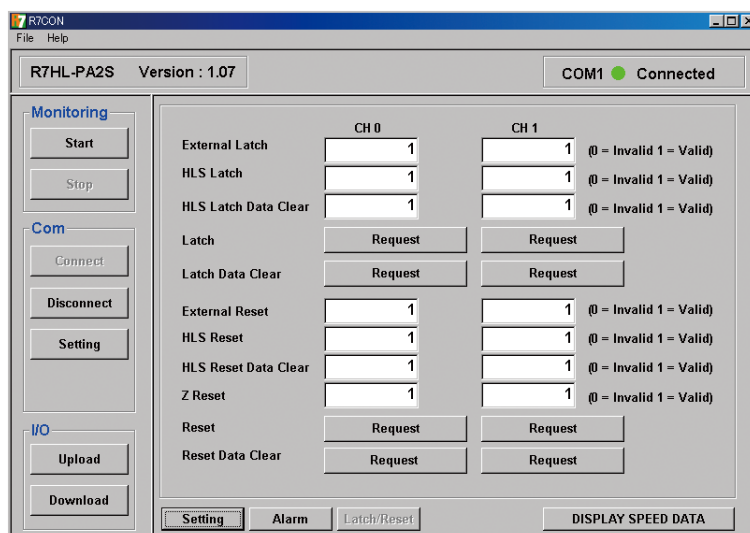 R7 R7CON
File Help
R7HL-PA2S Version : 1.07
COM1 Connected
Monitoring
Start
Stop
Com
Connect
Disconnect
Setting
I/O
Upload
Download
CH 0 CH 1
External Latch 1 1 (0 = Invalid 1 = Valid)
HLS Latch 1 1 (0 = Invalid 1 = Valid)
HLS Latch Data Clear 1 1 (0 = Invalid 1 = Valid)
Latch Request Request
Latch Data Clear Request Request
External Reset 1 1 (0 = Invalid 1 = Valid)
HLS Reset 1 1 (0 = Invalid 1 = Valid)
HLS Reset Data Clear 1 1 (0 = Invalid 1 = Valid)
Z Reset 1 1 (0 = Invalid 1 = Valid)
Reset Request Request
Reset Data Clear Request Request
Setting Alarm Latch/Reset DISPLAY SPEED DATA